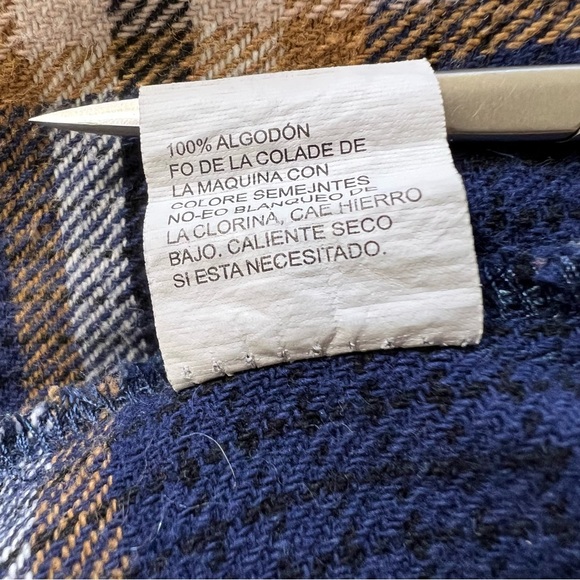 100% ALGODÓN
FO DE LA COLADE DE
LA MAQUINA CON
COLORE SEMEJNTES
NO-EO BLANQUEO DE
LA CLORINA, CAE HIERRO
BAJO. CALIENTE SECO
SI ESTA NECESITADO.